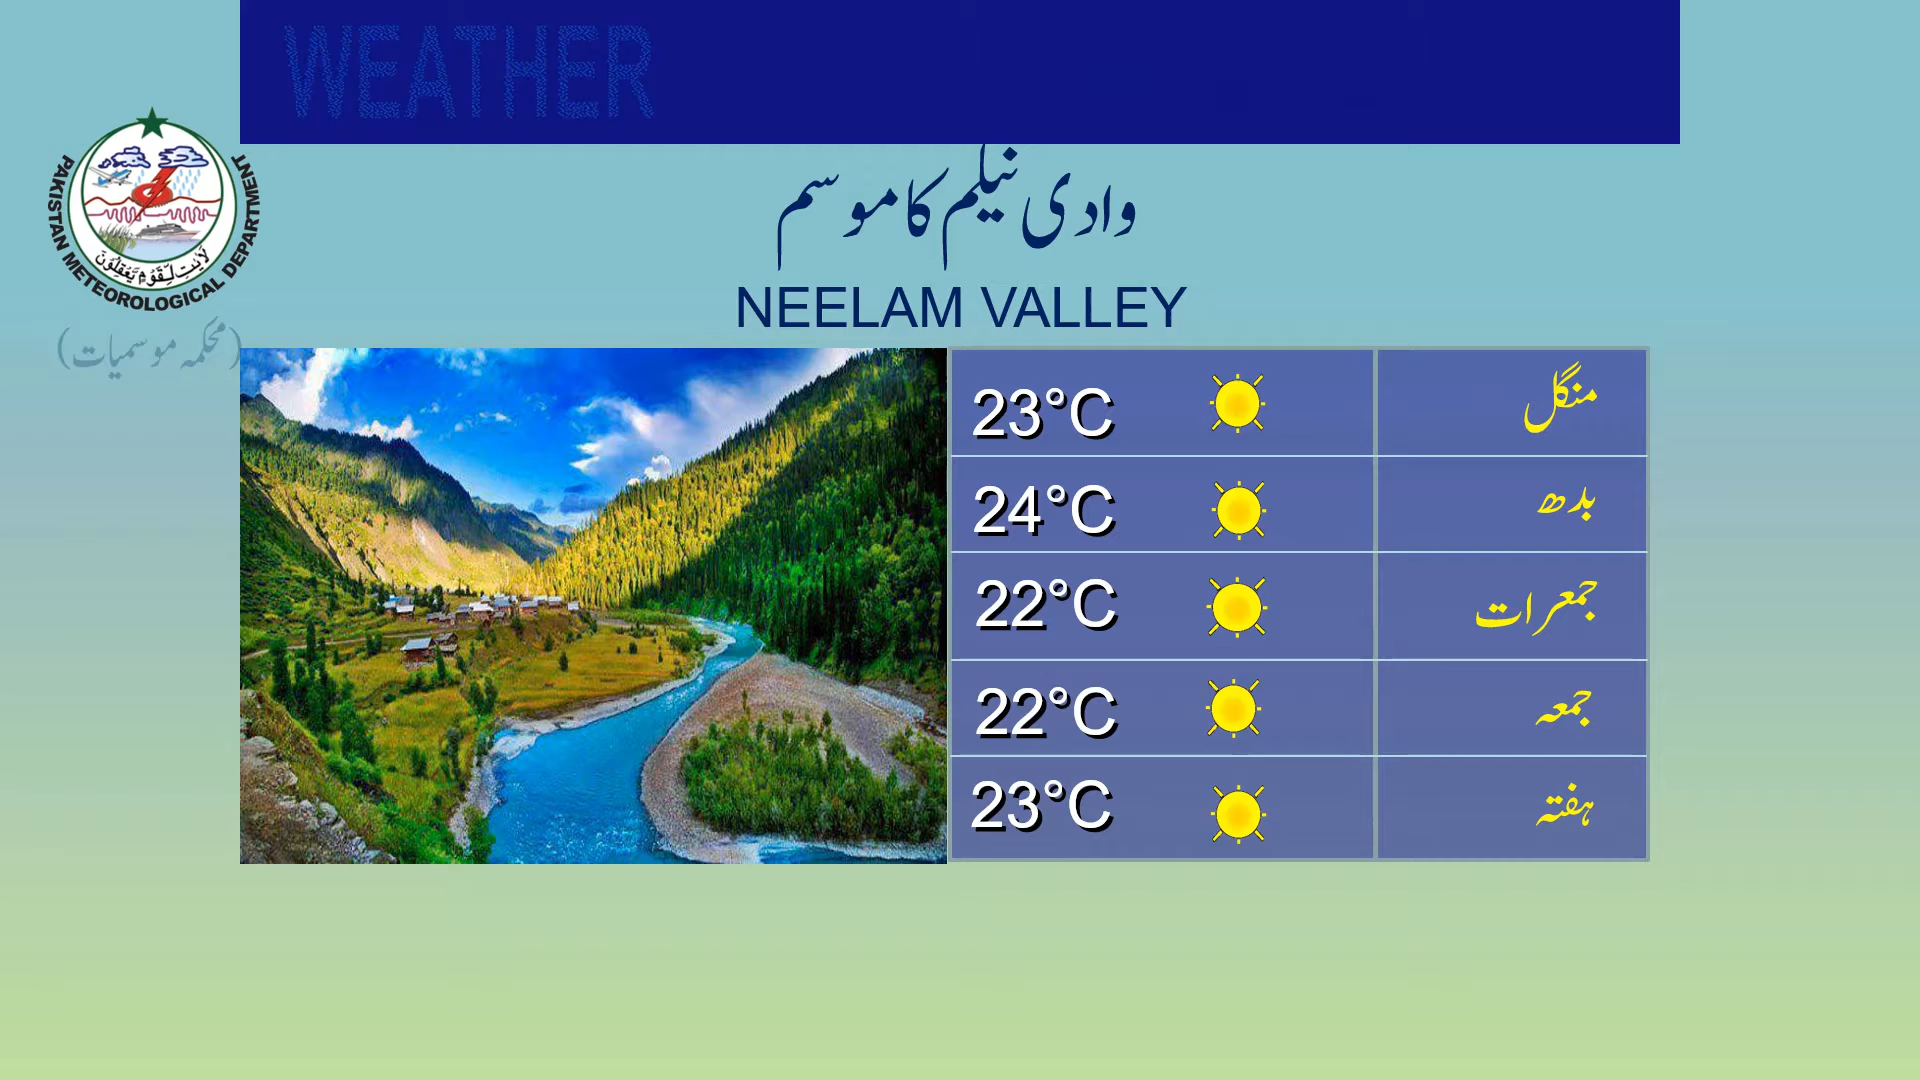 WEATHER
وادی نیلم کا موسم
NEELAM VALLEY
PAKISTAN METEOROLOGICAL DEPARTMENT
لَاٰیٰتٍ لِّقَوْمٍ یَّعْقِلُوْنَ
(محکمہ موسمیات)
منگل 23°C
بدھ 24°C
جمعرات 22°C
جمعہ 22°C
ہفتہ 23°C